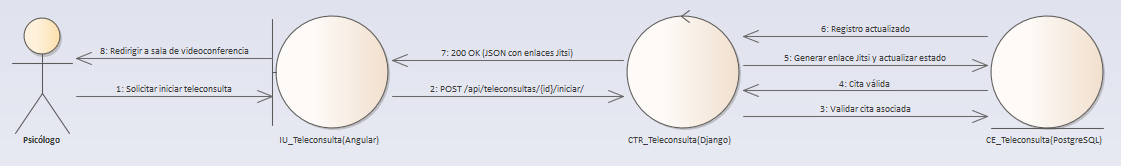 6: Registro actualizado
8: Redirigir a sala de videoconferencia
7: 200 OK (JSON con enlaces Jitsi)
5: Generar enlace Jitsi y actualizar estado
1: Solicitar iniciar teleconsulta
2: POST /api/teleconsultas/{id}/iniciar/
4: Cita válida
3: Validar cita asociada
Psicólogo
IU_Teleconsulta(Angular)
CTR_Teleconsulta(Django)
CE_Teleconsulta(PostgreSQL)